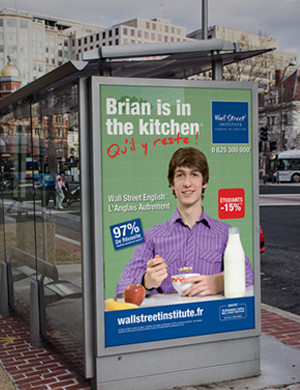 Brian is in
the kitchen
Qu'il y reste !
Wall Street
INSTITUTE
0 825 300 000
Wall Street English
L'Anglais Autrement
97%
De Réussite
ÉTUDIANTS
-15%
wallstreetinstitute.fr